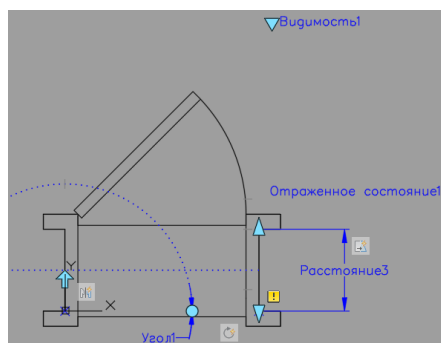 Видимость1
Отраженное состояние1
Y
Расстояние3
X
Угол1